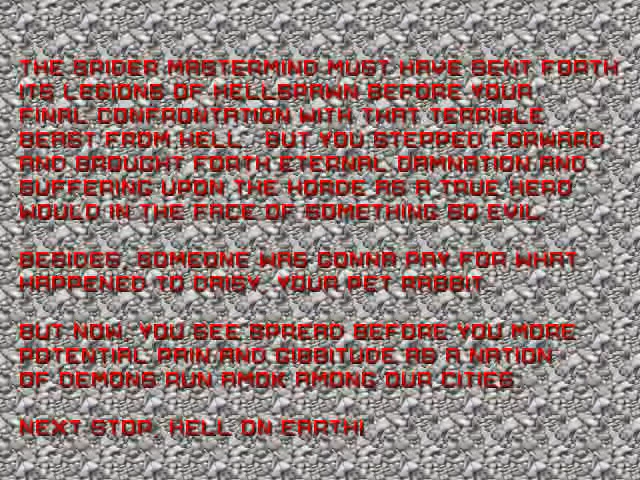 THE SPIDER MASTERMIND MUST HAVE SENT FORTH
ITS LEGIONS OF HELLSPAWN BEFORE YOUR
FINAL CONFRONTATION WITH THAT TERRIBLE
BEAST FROM HELL. BUT YOU STEPPED FORWARD
AND BROUGHT FORTH ETERNAL DAMNATION AND
SUFFERING UPON THE HORDE AS A TRUE HERO
WOULD IN THE FACE OF SOMETHING SO EVIL.

BESIDES, SOMEONE WAS GONNA PAY FOR WHAT
HAPPENED TO DAISY, YOUR PET RABBIT.

BUT NOW, YOU SEE SPREAD BEFORE YOU MORE
POTENTIAL PAIN AND GIBBITUDE AS A NATION
OF DEMONS RUN AMOK AMONG OUR CITIES.

NEXT STOP, HELL ON EARTH!